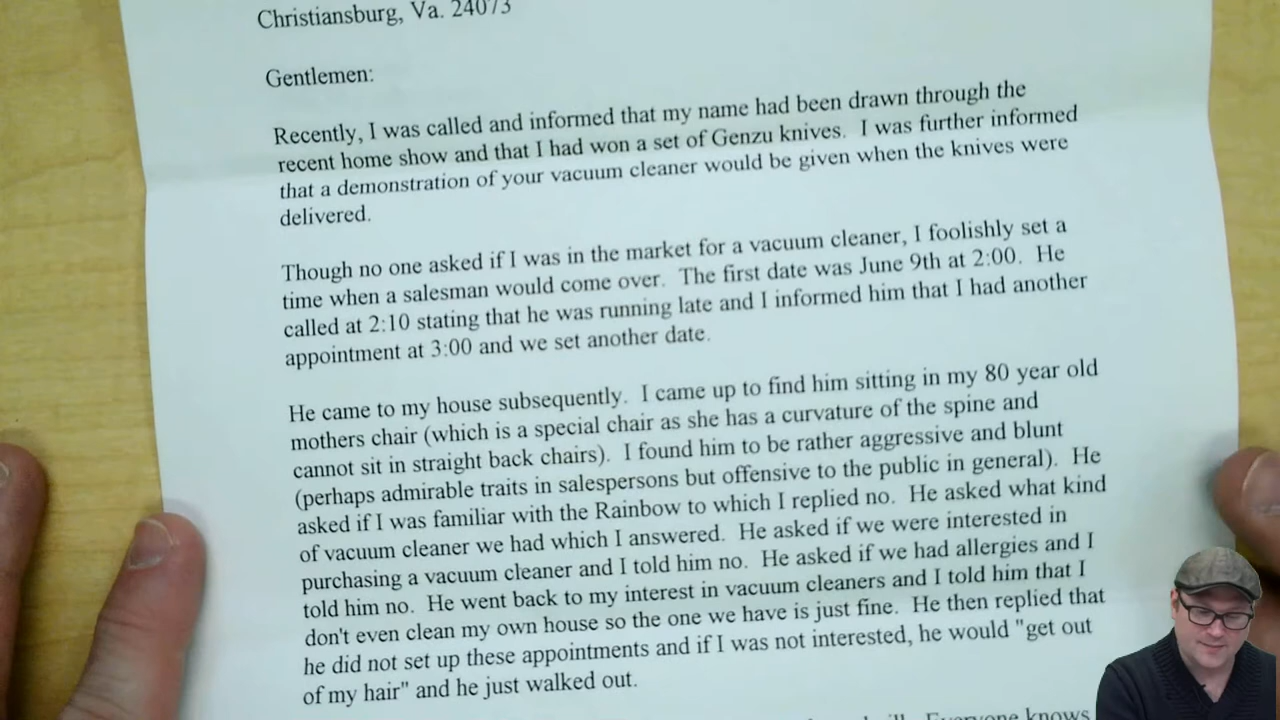 Christiansburg, Va. 24073
Gentlemen:
Recently, I was called and informed that my name had been drawn through the
recent home show and that I had won a set of Genzu knives. I was further informed
that a demonstration of your vacuum cleaner would be given when the knives were
delivered.
Though no one asked if I was in the market for a vacuum cleaner, I foolishly set a
time when a salesman would come over. The first date was June 9th at 2:00. He
called at 2:10 stating that he was running late and I informed him that I had another
appointment at 3:00 and we set another date.
He came to my house subsequently. I came up to find him sitting in my 80 year old
mothers chair (which is a special chair as she has a curvature of the spine and
cannot sit in straight back chairs). I found him to be rather aggressive and blunt
(perhaps admirable traits in salespersons but offensive to the public in general). He
asked if I was familiar with the Rainbow to which I replied no. He asked what kind
of vacuum cleaner we had which I answered. He asked if we were interested in
purchasing a vacuum cleaner and I told him no. He asked if we had allergies and I
told him no. He went back to my interest in vacuum cleaners and I told him that I
don't even clean my own house so the one we have is just fine. He then replied that
he did not set up these appointments and if I was not interested, he would "get out
of my hair" and he just walked out.
Everyone knows